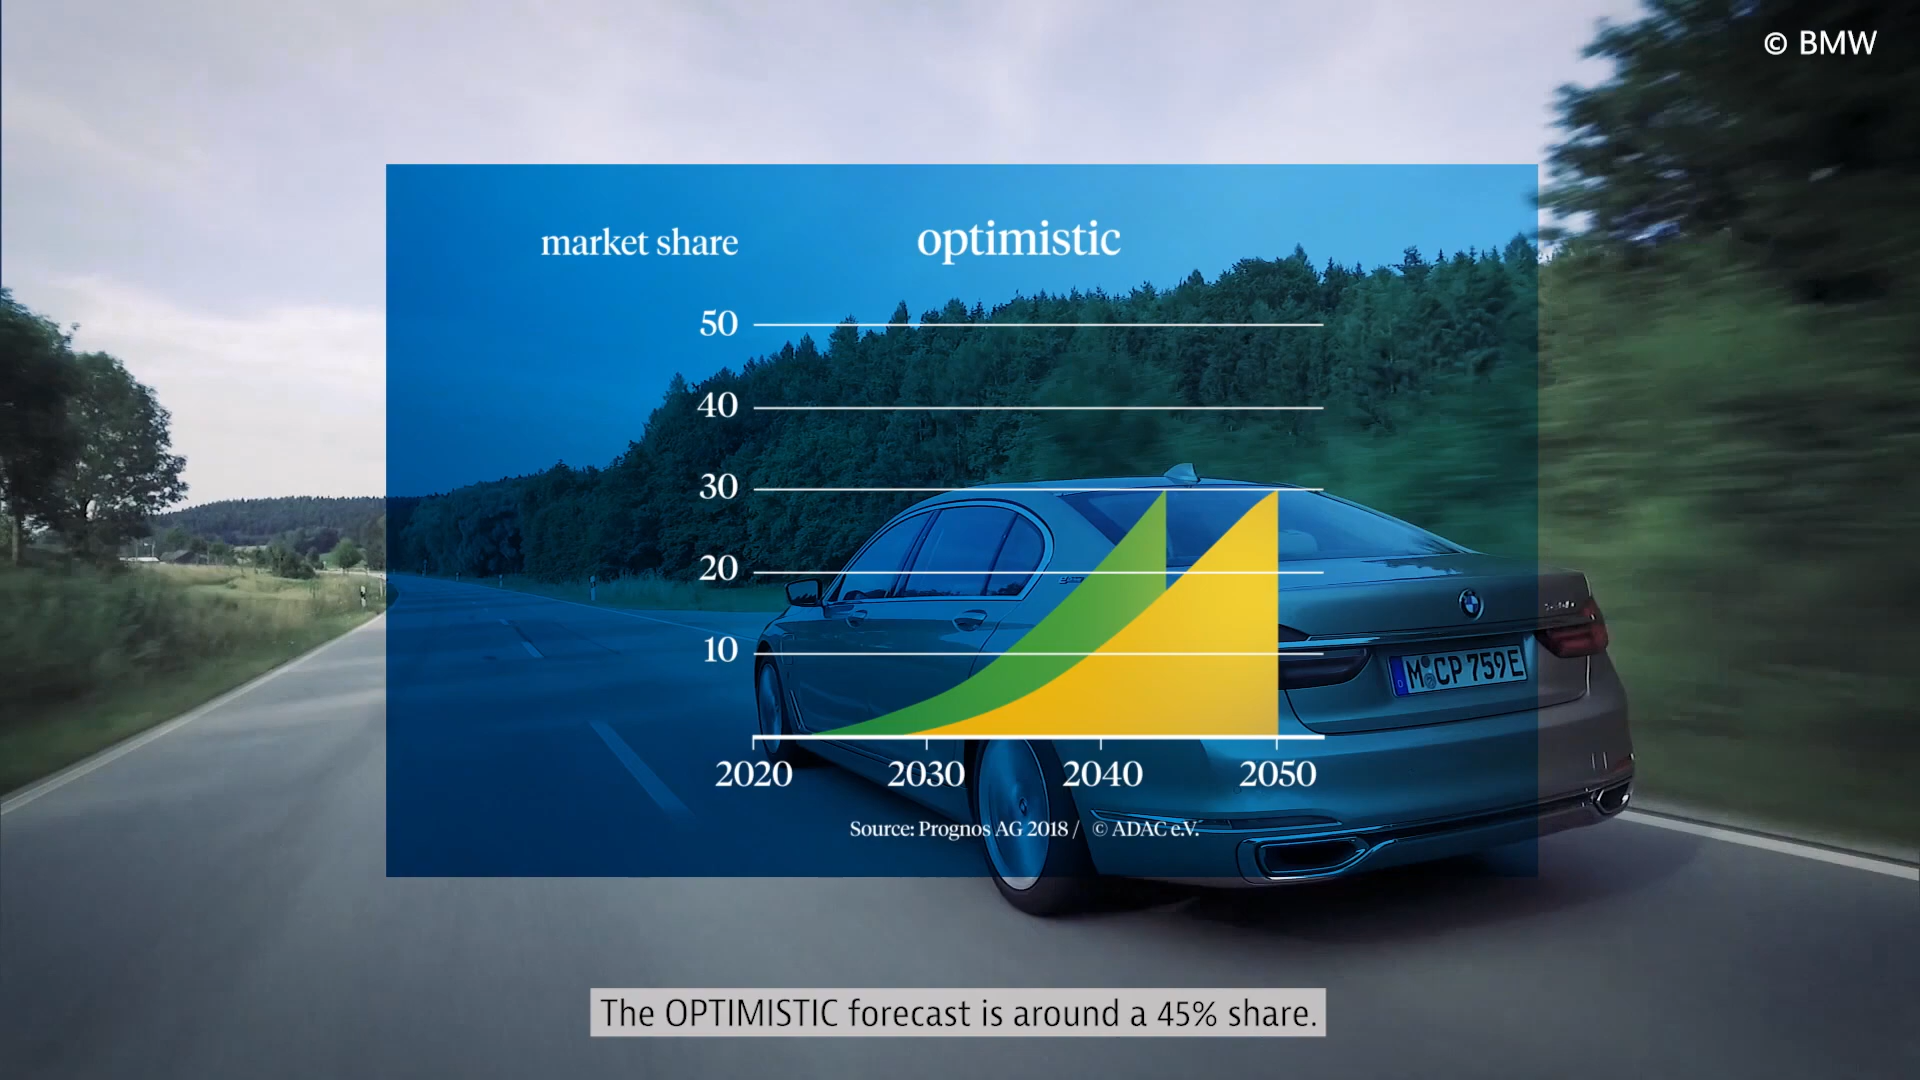 © BMW
market share
optimistic
50
40
30
20
10
2020 2030 2040 2050
Source: Prognos AG 2018 / © ADAC e.V.
M CP 759E
The OPTIMISTIC forecast is around a 45% share.